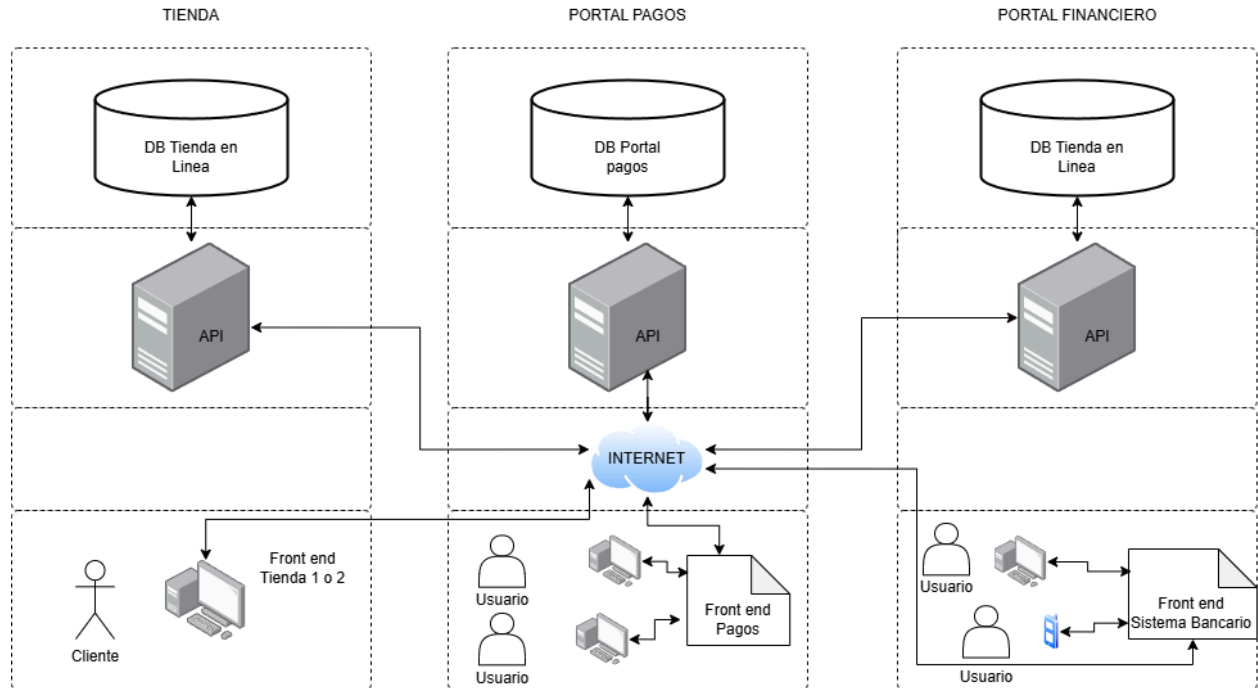 TIENDA
PORTAL PAGOS
PORTAL FINANCIERO
DB Tienda en
Linea
DB Portal
pagos
DB Tienda en
Linea
API
API
API
INTERNET
Front end
Tienda 1 o 2
Cliente
Usuario
Usuario
Front end
Pagos
Usuario
Usuario
Front end
Sistema Bancario